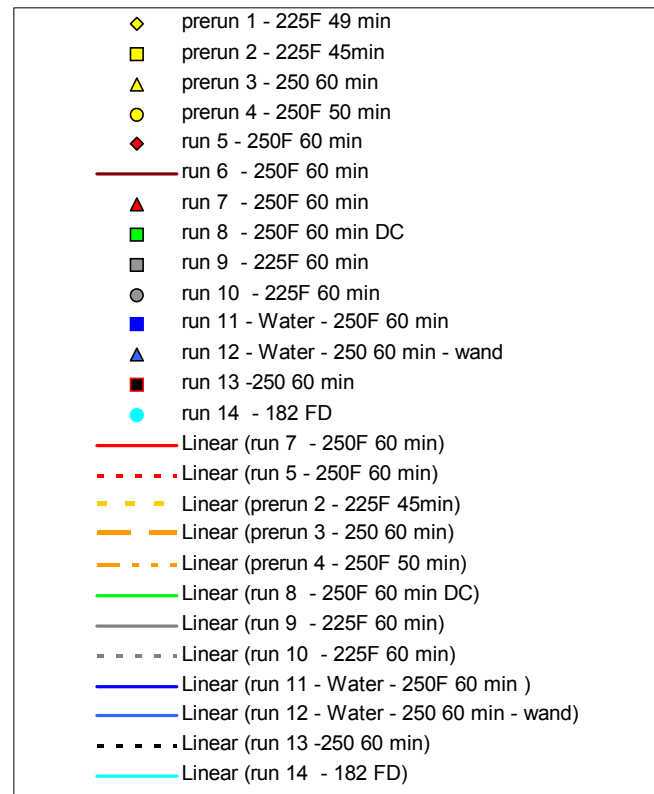 prerun 1 - 225F 49 min
prerun 2 - 225F 45min
prerun 3 - 250 60 min
prerun 4 - 250F 50 min
run 5 - 250F 60 min
run 6  - 250F 60 min
run 7  - 250F 60 min
run 8  - 250F 60 min DC
run 9  - 225F 60 min
run 10  - 225F 60 min
run 11 - Water - 250F 60 min
run 12 - Water - 250 60 min - wand
run 13 -250 60 min
run 14  - 182 FD
Linear (run 7  - 250F 60 min)
Linear (run 5 - 250F 60 min)
Linear (prerun 2 - 225F 45min)
Linear (prerun 3 - 250 60 min)
Linear (prerun 4 - 250F 50 min)
Linear (run 8  - 250F 60 min DC)
Linear (run 9  - 225F 60 min)
Linear (run 10  - 225F 60 min)
Linear (run 11 - Water - 250F 60 min )
Linear (run 12 - Water - 250 60 min - wand)
Linear (run 13 -250 60 min)
Linear (run 14  - 182 FD)